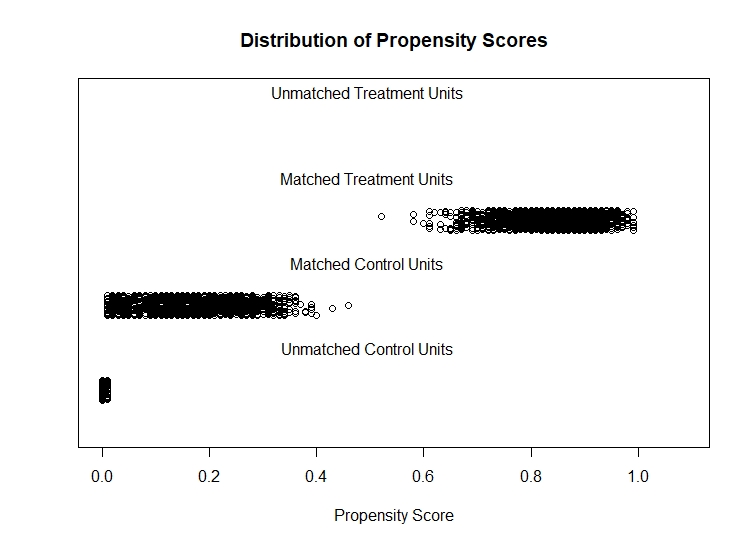 Distribution of Propensity Scores
Unmatched Treatment Units
Matched Treatment Units
Matched Control Units
Unmatched Control Units
0.0 0.2 0.4 0.6 0.8 1.0
Propensity Score